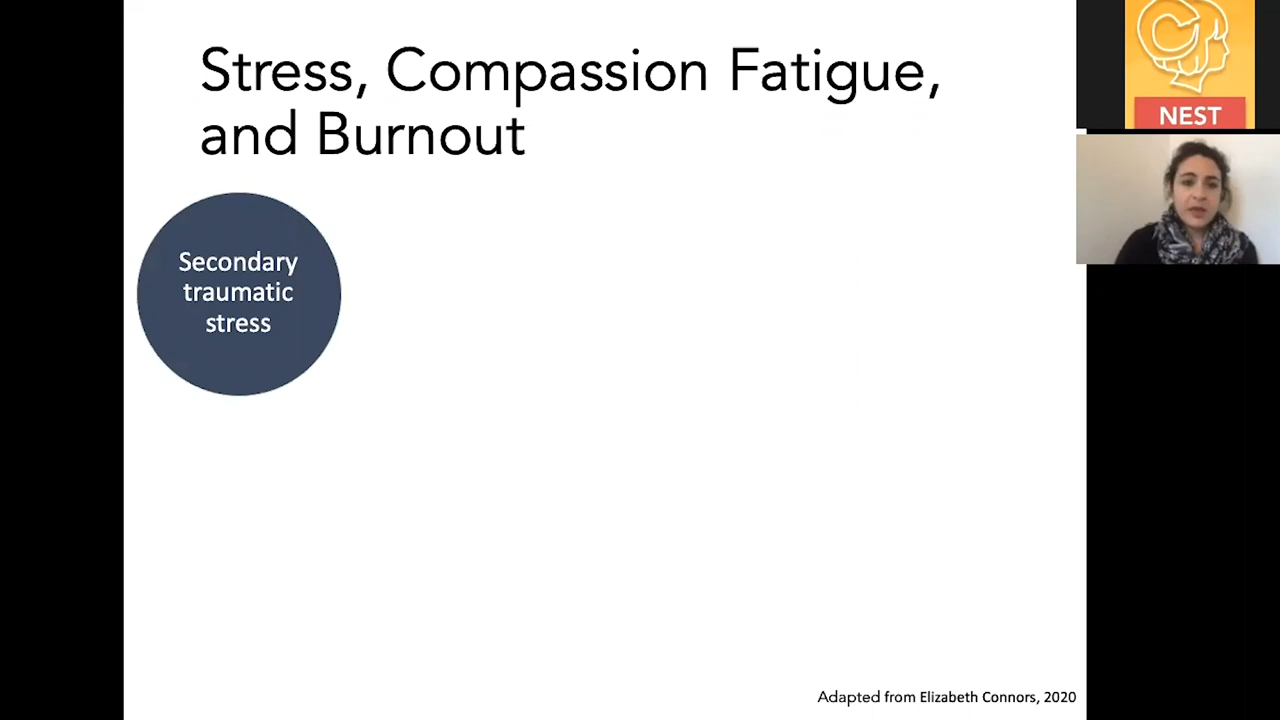 Stress, Compassion Fatigue,
and Burnout
NEST
Secondary
traumatic
stress
Adapted from Elizabeth Connors, 2020